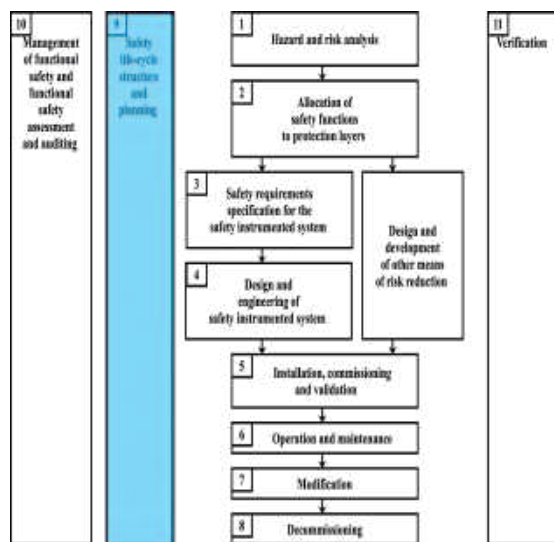 10
Management
of functional
safety and
functional
safety
assessment
and auditing
9
Safety
life-cycle
structure
and
planning
1
Hazard and risk analysis
2
Allocation of
safety functions
to protection layers
3
Safety requirements
specification for the
safety instrumented system
4
Design and
engineering of
safety instrumented system
Design and
development
of other means
of risk reduction
5
Installation, commissioning
and validation
6
Operation and maintenance
7
Modification
8
Decommissioning
11
Verification